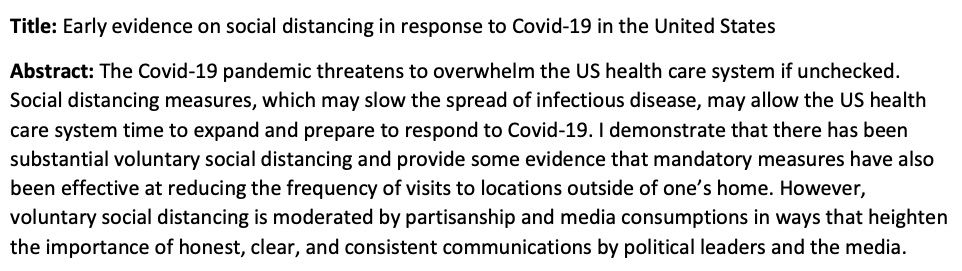 Title: Early evidence on social distancing in response to Covid-19 in the United States
Abstract: The Covid-19 pandemic threatens to overwhelm the US health care system if unchecked.
Social distancing measures, which may slow the spread of infectious disease, may allow the US health
care system time to expand and prepare to respond to Covid-19. I demonstrate that there has been
substantial voluntary social distancing and provide some evidence that mandatory measures have also
been effective at reducing the frequency of visits to locations outside of one's home. However,
voluntary social distancing is moderated by partisanship and media consumptions in ways that heighten
the importance of honest, clear, and consistent communications by political leaders and the media.